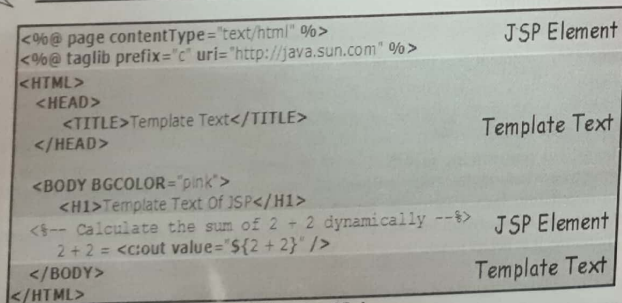 <%@ page contentType="text/html" %> JSP Element
<%@ taglib prefix="c" uri="http://java.sun.com" %>
<HTML>
<HEAD>
<TITLE>Template Text</TITLE>
</HEAD>
Template Text
<BODY BGCOLOR="pink">
<H1>Template Text Of JSP</H1>
<%-- Calculate the sum of 2 + 2 dynamically --%> JSP Element
2 + 2 = <c:out value="${2 + 2}" />
</BODY> Template Text
</HTML>